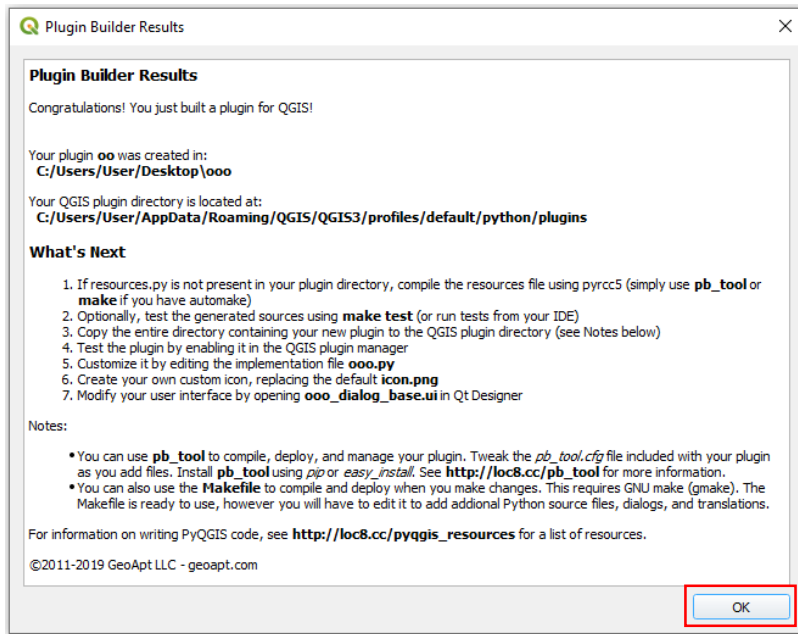 Plugin Builder Results
Plugin Builder Results
Congratulations! You just built a plugin for QGIS!
Your plugin oo was created in:
C:/Users/User/Desktop\ooo
Your QGIS plugin directory is located at:
C:/Users/User/AppData/Roaming/QGIS/QGIS3/profiles/default/python/plugins
What's Next
1. If resources.py is not present in your plugin directory, compile the resources file using pyrcc5 (simply use pb_tool or
make if you have automake)
2. Optionally, test the generated sources using make test (or run tests from your IDE)
3. Copy the entire directory containing your new plugin to the QGIS plugin directory (see Notes below)
4. Test the plugin by enabling it in the QGIS plugin manager
5. Customize it by editing the implementation file ooo.py
6. Create your own custom icon, replacing the default icon.png
7. Modify your user interface by opening ooo_dialog_base.ui in Qt Designer
Notes:
• You can use pb_tool to compile, deploy, and manage your plugin. Tweak the pb_tool.cfg file included with your plugin
as you add files. Install pb_tool using pip or easy_install. See http://loc8.cc/pb_tool for more information.
• You can also use the Makefile to compile and deploy when you make changes. This requires GNU make (gmake). The
Makefile is ready to use, however you will have to edit it to add addional Python source files, dialogs, and translations.
For information on writing PyQGIS code, see http://loc8.cc/pyqgis_resources for a list of resources.
©2011-2019 GeoApt LLC - geoapt.com
OK